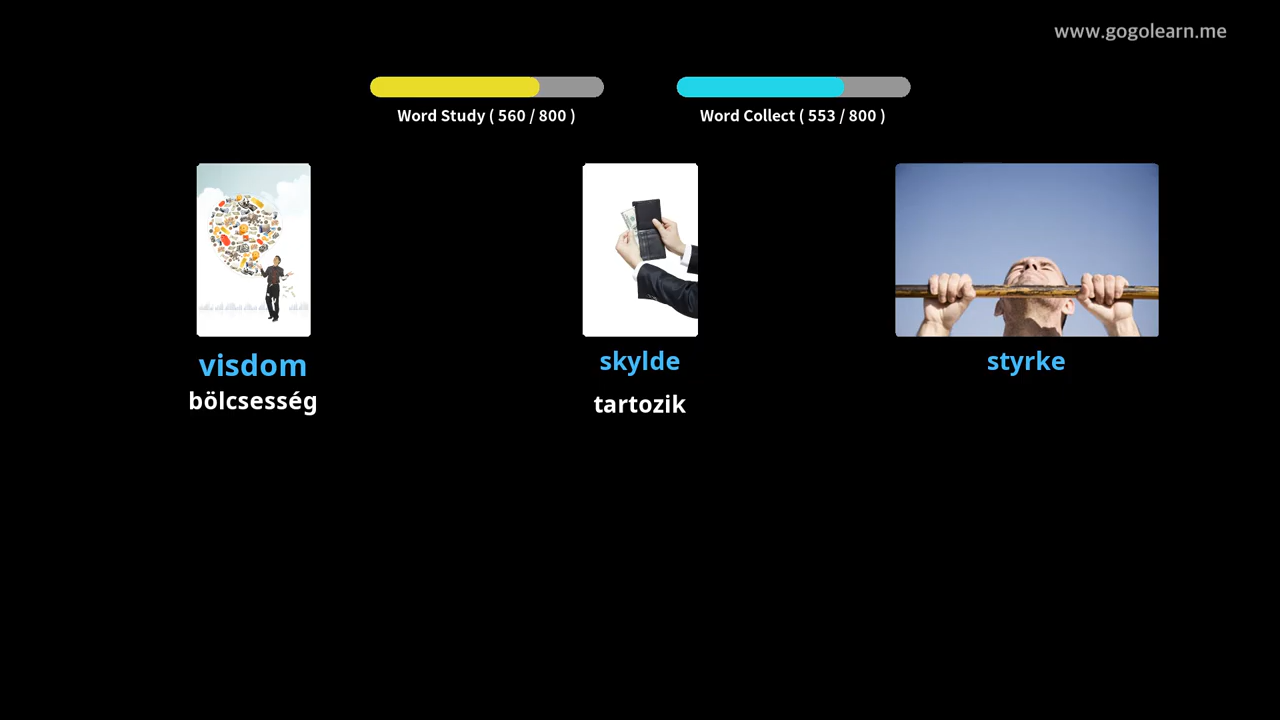 www.gogolearn.me
Word Study ( 560 / 800 )
Word Collect ( 553 / 800 )
visdom
bölcsesség
skylde
tartozik
styrke